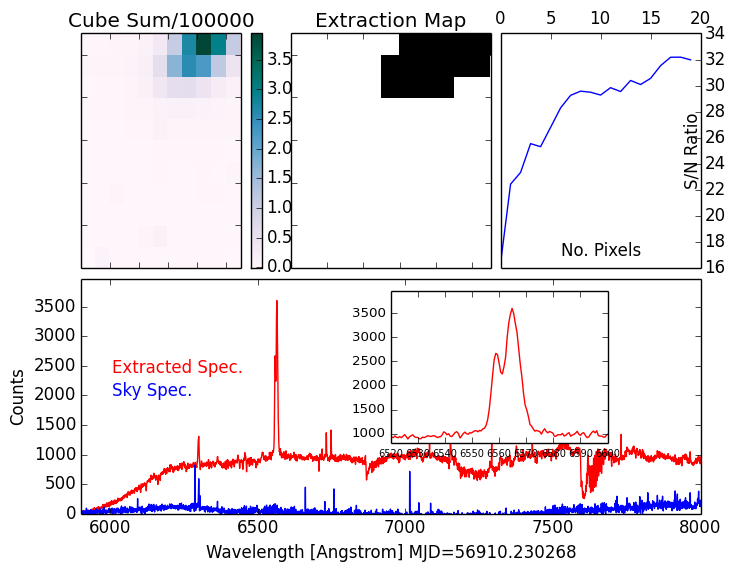 Cube Sum/100000
Extraction Map
0 5 10 15 20
3.5
3.0
2.5
2.0
1.5
1.0
0.5
0.0
34
32
30
28
26
24
22
20
18
16
S/N Ratio
No. Pixels
3500
3000
2500
2000
1500
1000
500
0
Counts
Extracted Spec.
Sky Spec.
3500
3000
2500
2000
1500
1000
6520 6530 6540 6550 6560 6570 6580 6590 6600
6000 6500 7000 7500 8000
Wavelength [Angstrom] MJD=56910.230268